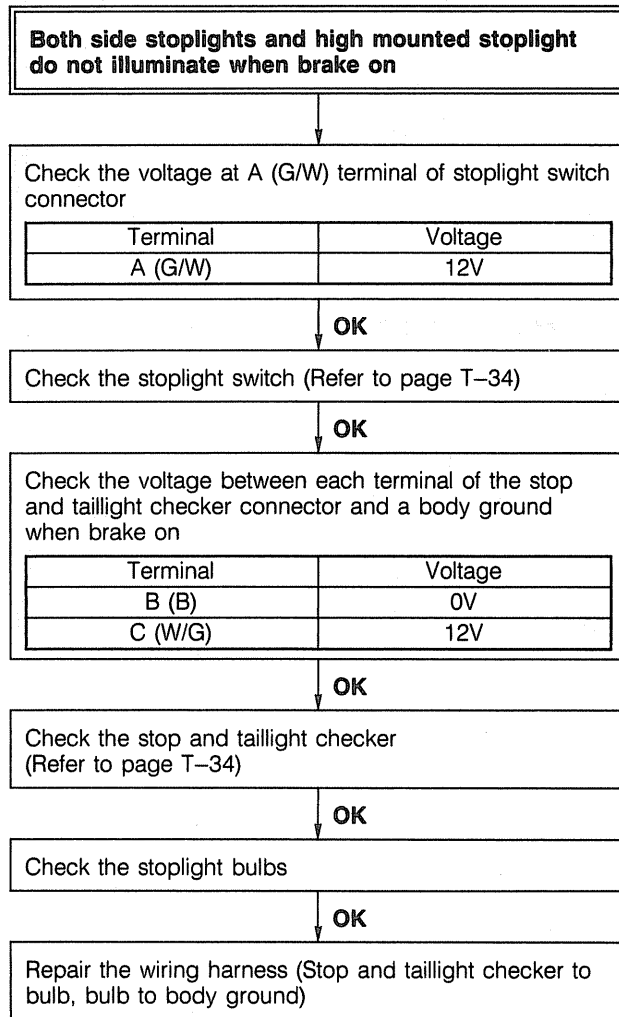 Both side stoplights and high mounted stoplight
do not illuminate when brake on
Check the voltage at A (G/W) terminal of stoplight switch
connector
Terminal Voltage
A (G/W) 12V
OK
Check the stoplight switch (Refer to page T–34)
OK
Check the voltage between each terminal of the stop
and taillight checker connector and a body ground
when brake on
Terminal Voltage
B (B) 0V
C (W/G) 12V
OK
Check the stop and taillight checker
(Refer to page T–34)
OK
Check the stoplight bulbs
OK
Repair the wiring harness (Stop and taillight checker to
bulb, bulb to body ground)